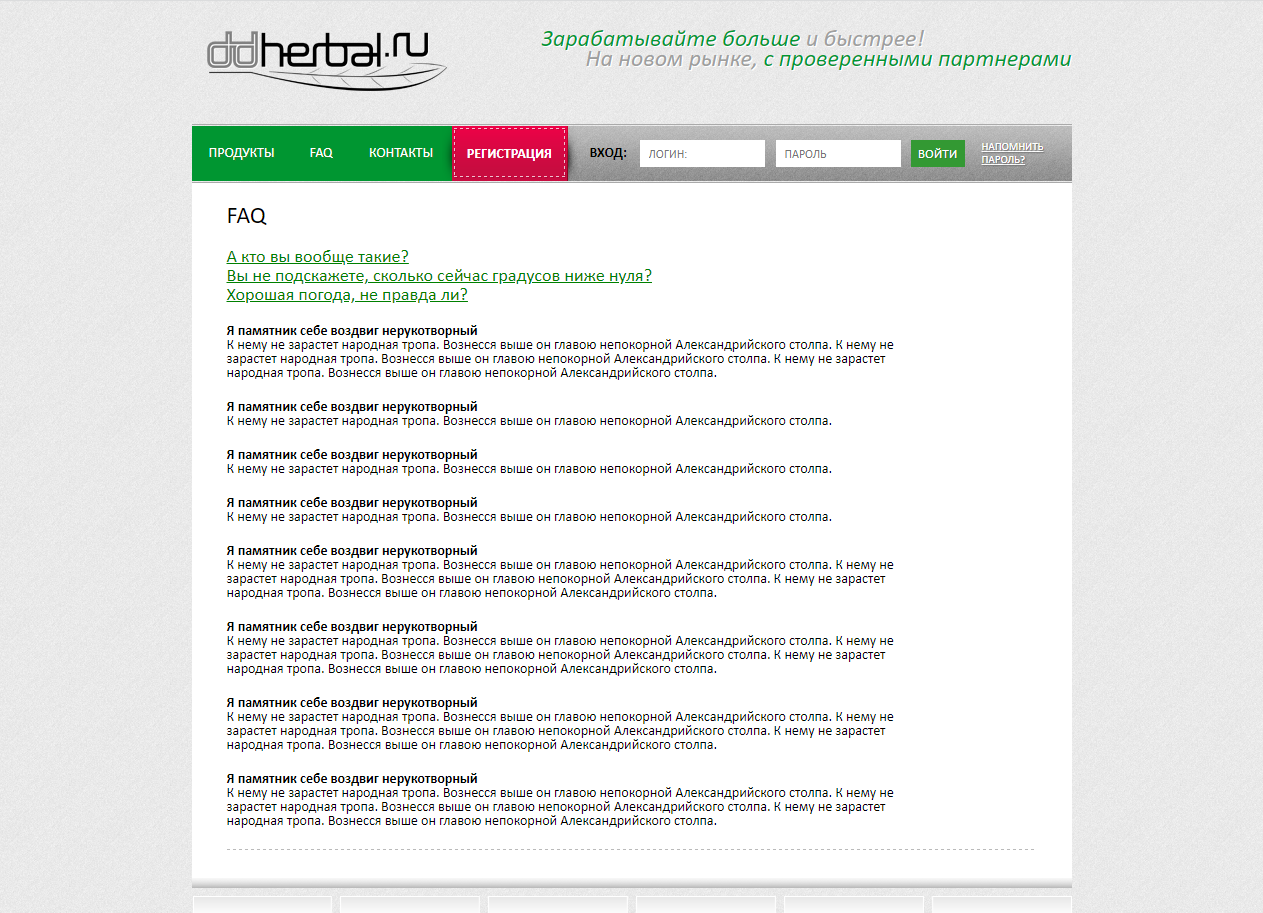 ddherbal.ru
Зарабатывайте больше и быстрее!
На новом рынке, с проверенными партнерами
ПРОДУКТЫ FAQ КОНТАКТЫ РЕГИСТРАЦИЯ ВХОД: ЛОГИН: ПАРОЛЬ ВОЙТИ НАПОМНИТЬ
ПАРОЛЬ?
FAQ
А кто вы вообще такие?
Вы не подскажете, сколько сейчас градусов ниже нуля?
Хорошая погода, не правда ли?
Я памятник себе воздвиг нерукотворный
К нему не зарастет народная тропа. Вознесся выше он главою непокорной Александрийского столпа. К нему не
зарастет народная тропа. Вознесся выше он главою непокорной Александрийского столпа. К нему не зарастет
народная тропа. Вознесся выше он главою непокорной Александрийского столпа.
Я памятник себе воздвиг нерукотворный
К нему не зарастет народная тропа. Вознесся выше он главою непокорной Александрийского столпа.
Я памятник себе воздвиг нерукотворный
К нему не зарастет народная тропа. Вознесся выше он главою непокорной Александрийского столпа.
Я памятник себе воздвиг нерукотворный
К нему не зарастет народная тропа. Вознесся выше он главою непокорной Александрийского столпа.
Я памятник себе воздвиг нерукотворный
К нему не зарастет народная тропа. Вознесся выше он главою непокорной Александрийского столпа. К нему не
зарастет народная тропа. Вознесся выше он главою непокорной Александрийского столпа. К нему не зарастет
народная тропа. Вознесся выше он главою непокорной Александрийского столпа.
Я памятник себе воздвиг нерукотворный
К нему не зарастет народная тропа. Вознесся выше он главою непокорной Александрийского столпа. К нему не
зарастет народная тропа. Вознесся выше он главою непокорной Александрийского столпа. К нему не зарастет
народная тропа. Вознесся выше он главою непокорной Александрийского столпа.
Я памятник себе воздвиг нерукотворный
К нему не зарастет народная тропа. Вознесся выше он главою непокорной Александрийского столпа. К нему не
зарастет народная тропа. Вознесся выше он главою непокорной Александрийского столпа. К нему не зарастет
народная тропа. Вознесся выше он главою непокорной Александрийского столпа.
Я памятник себе воздвиг нерукотворный
К нему не зарастет народная тропа. Вознесся выше он главою непокорной Александрийского столпа. К нему не
зарастет народная тропа. Вознесся выше он главою непокорной Александрийского столпа. К нему не зарастет
народная тропа. Вознесся выше он главою непокорной Александрийского столпа.